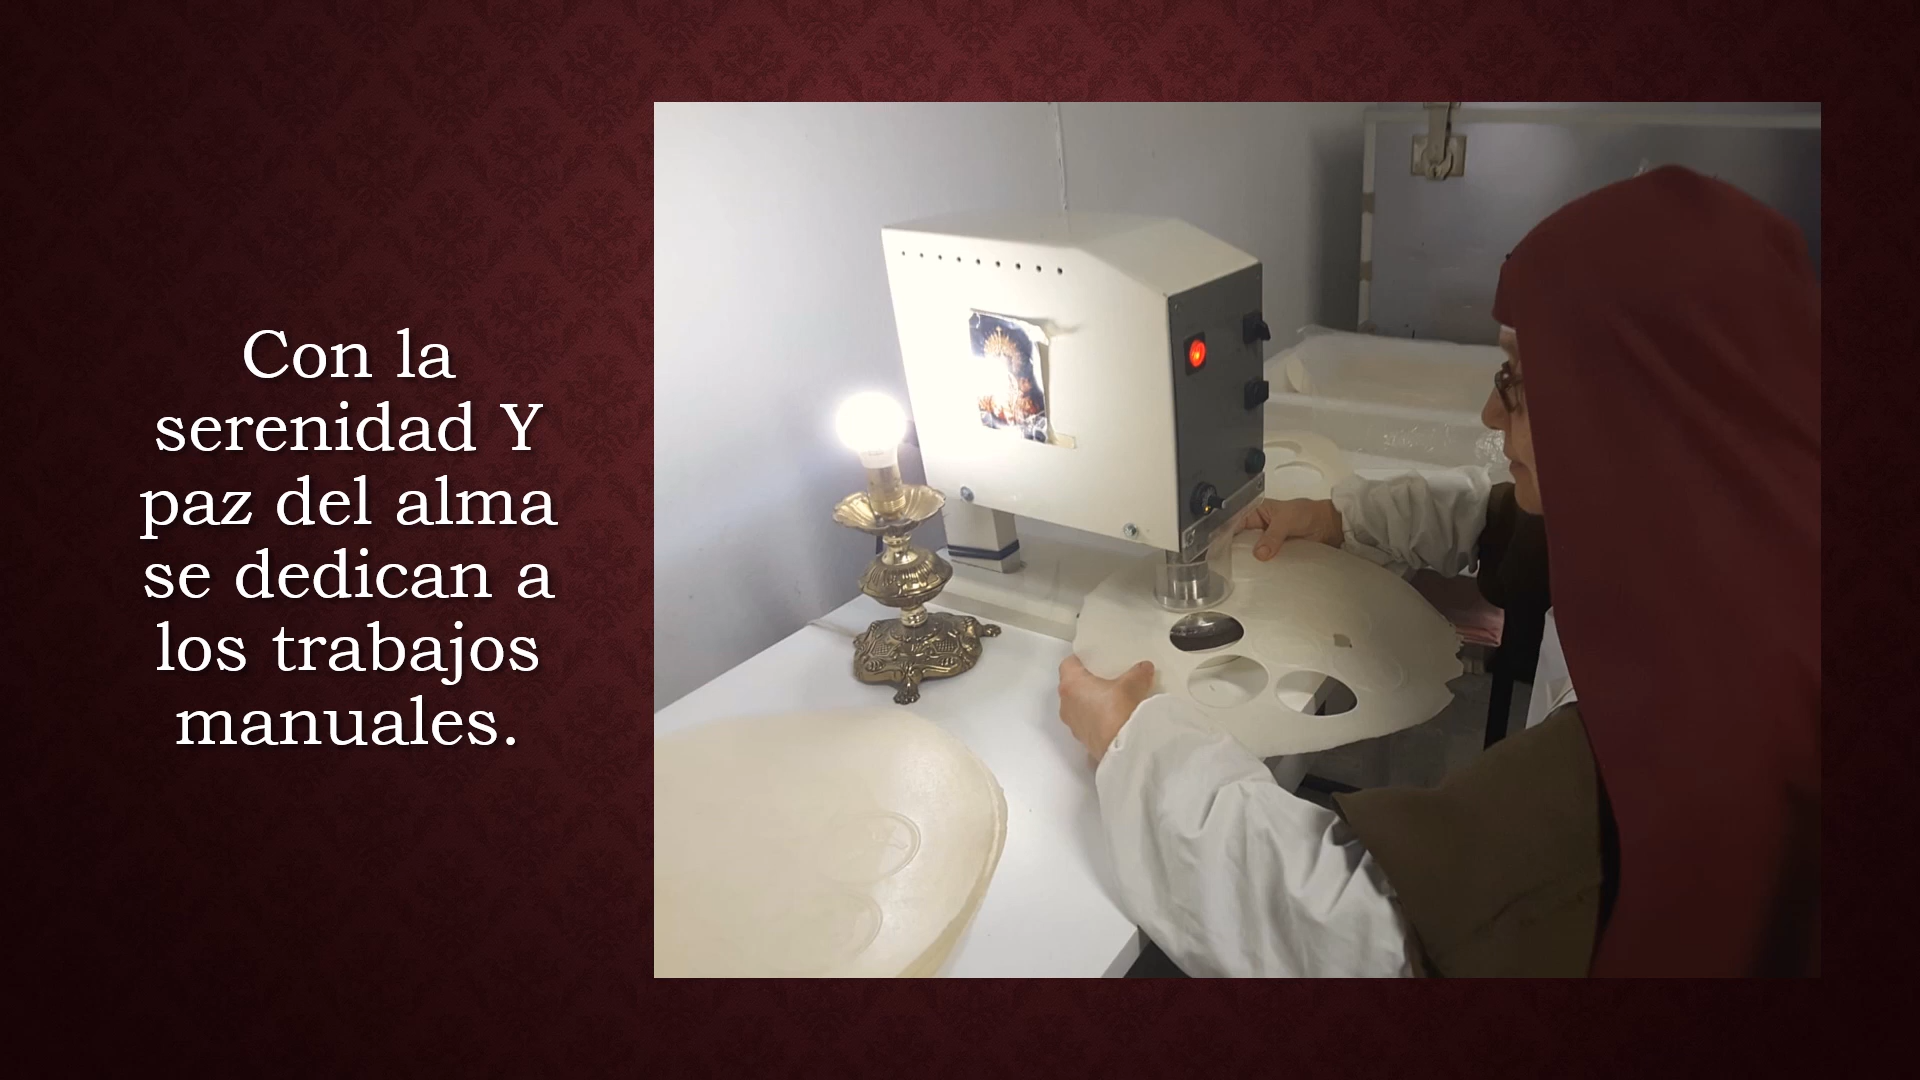 Con la
serenidad Y
paz del alma
se dedican a
los trabajos
manuales.